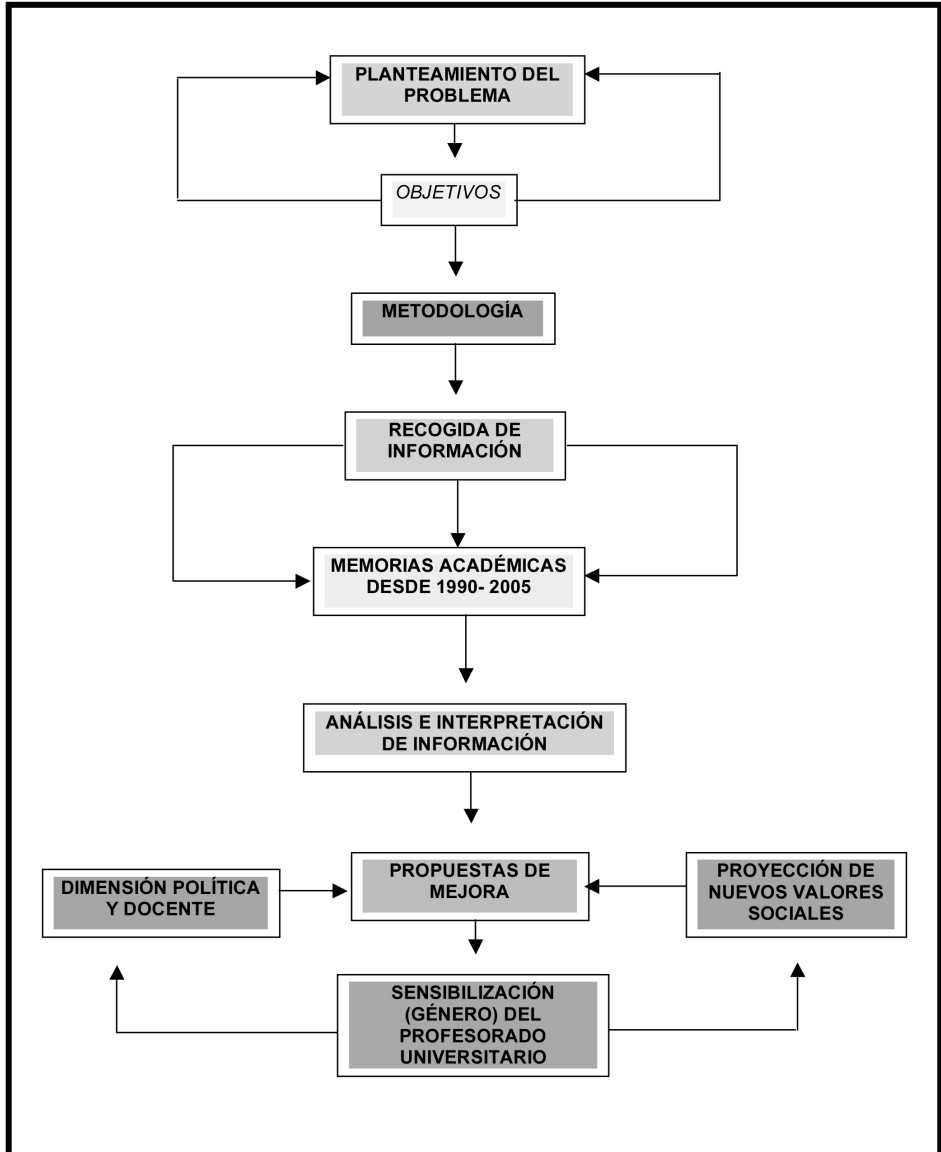 PLANTEAMIENTO DEL
PROBLEMA
OBJETIVOS
METODOLOGÍA
RECOGIDA DE
INFORMACIÓN
MEMORIAS ACADÉMICAS
DESDE 1990- 2005
ANÁLISIS E INTERPRETACIÓN
DE INFORMACIÓN
DIMENSIÓN POLÍTICA
Y DOCENTE
PROPUESTAS DE
MEJORA
PROYECCIÓN DE
NUEVOS VALORES
SOCIALES
SENSIBILIZACIÓN
(GÉNERO) DEL
PROFESORADO
UNIVERSITARIO